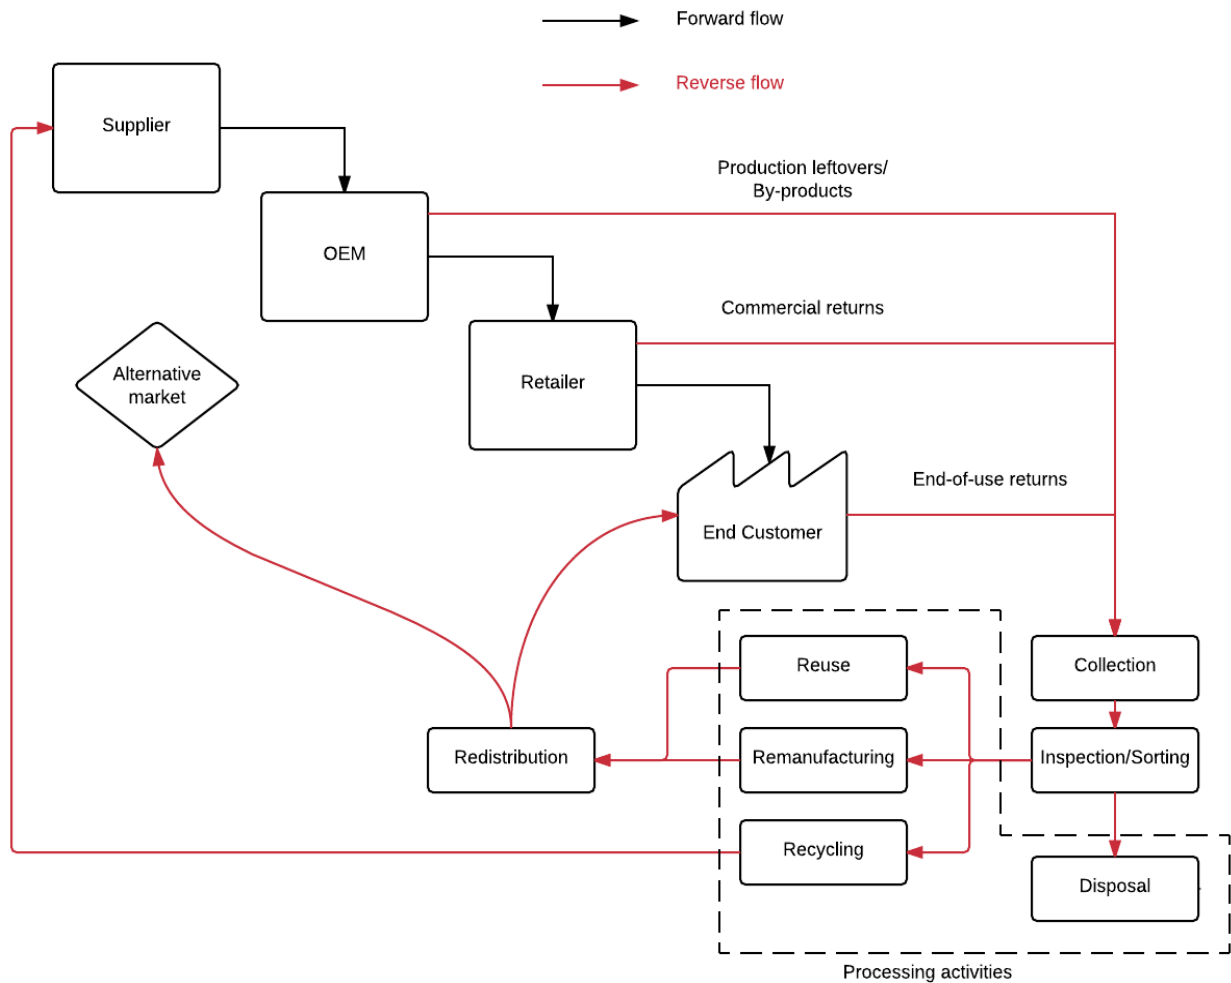 Forward flow
Reverse flow
Supplier
Production leftovers/
By-products
OEM
Commercial returns
Alternative
market
Retailer
End-of-use returns
End Customer
Reuse
Collection
Redistribution
Remanufacturing
Inspection/Sorting
Recycling
Disposal
Processing activities